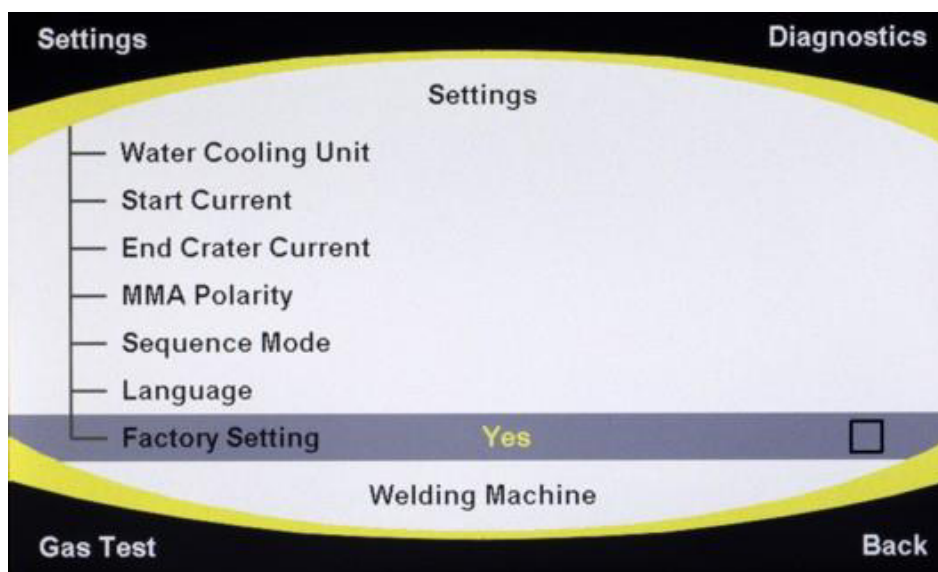 Settings
Diagnostics
Settings
Water Cooling Unit
Start Current
End Crater Current
MMA Polarity
Sequence Mode
Language
Factory Setting Yes
Welding Machine
Gas Test
Back